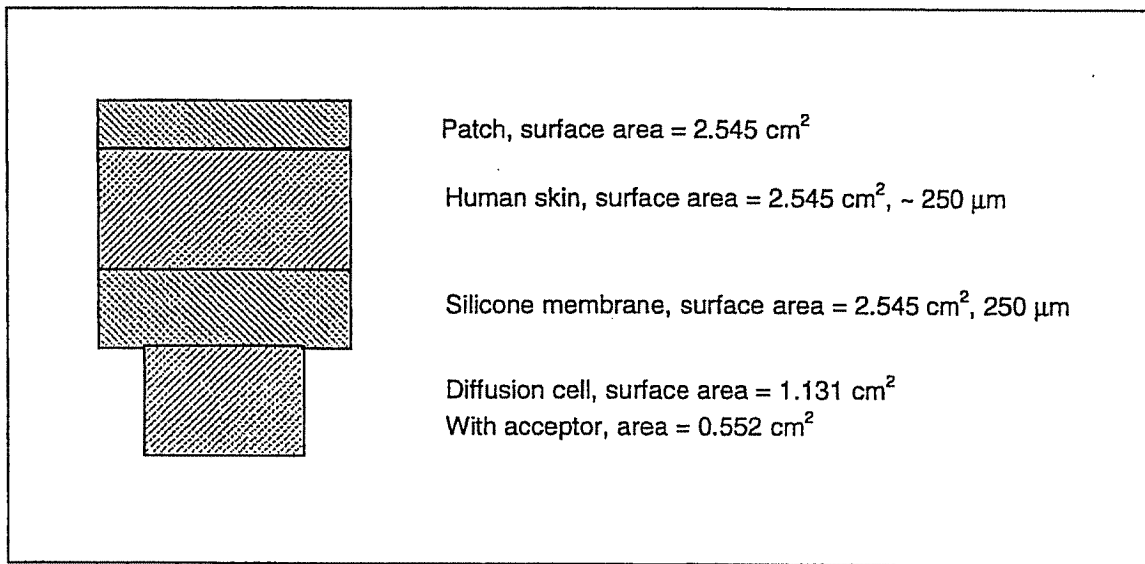 Patch, surface area = 2.545 cm²
Human skin, surface area = 2.545 cm², ~ 250 μm
Silicone membrane, surface area = 2.545 cm², 250 μm
Diffusion cell, surface area = 1.131 cm²
With acceptor, area = 0.552 cm²